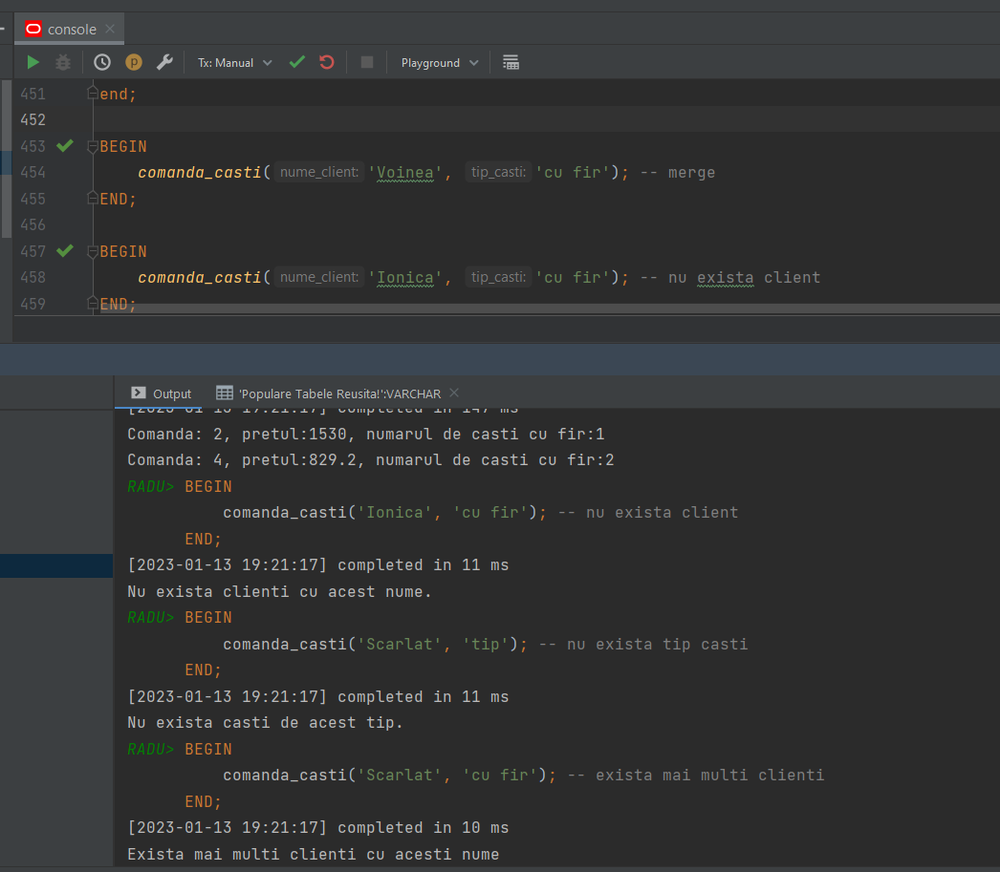 console
Tx: Manual
Playground
451 end;
452
453 BEGIN
454 comanda_casti( nume_client: 'Voinea', tip_casti: 'cu fir'); -- merge
455 END;
456
457 BEGIN
458 comanda_casti( nume_client: 'Ionica', tip_casti: 'cu fir'); -- nu exista client
459 END;
Output 'Populare Tabele Reusita!':VARCHAR
[2023-01-13 19:21:17] completed in 147 ms
Comanda: 2, pretul:1530, numarul de casti cu fir:1
Comanda: 4, pretul:829.2, numarul de casti cu fir:2
RADU> BEGIN
comanda_casti('Ionica', 'cu fir'); -- nu exista client
END;
[2023-01-13 19:21:17] completed in 11 ms
Nu exista clienti cu acest nume.
RADU> BEGIN
comanda_casti('Scarlat', 'tip'); -- nu exista tip casti
END;
[2023-01-13 19:21:17] completed in 11 ms
Nu exista casti de acest tip.
RADU> BEGIN
comanda_casti('Scarlat', 'cu fir'); -- exista mai multi clienti
END;
[2023-01-13 19:21:17] completed in 10 ms
Exista mai multi clienti cu acesti nume